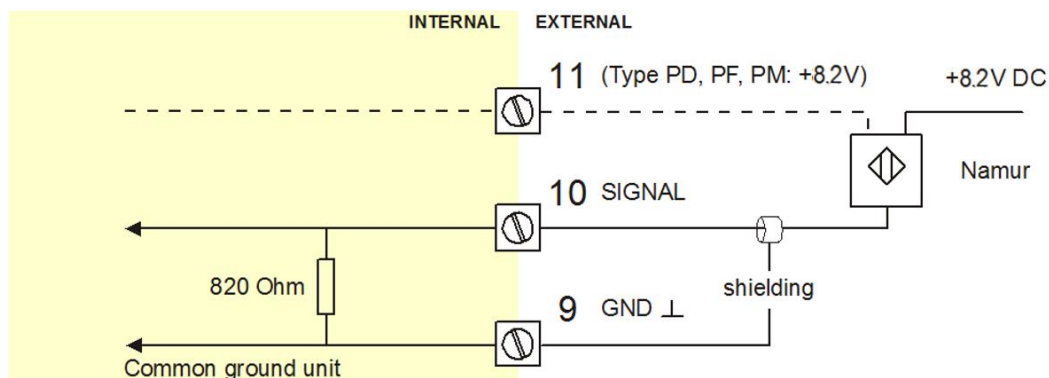 INTERNAL EXTERNAL
11 (Type PD, PF, PM: +8.2V) +8.2V DC
Namur
10 SIGNAL
820 Ohm
shielding
9 GND ⊥
Common ground unit